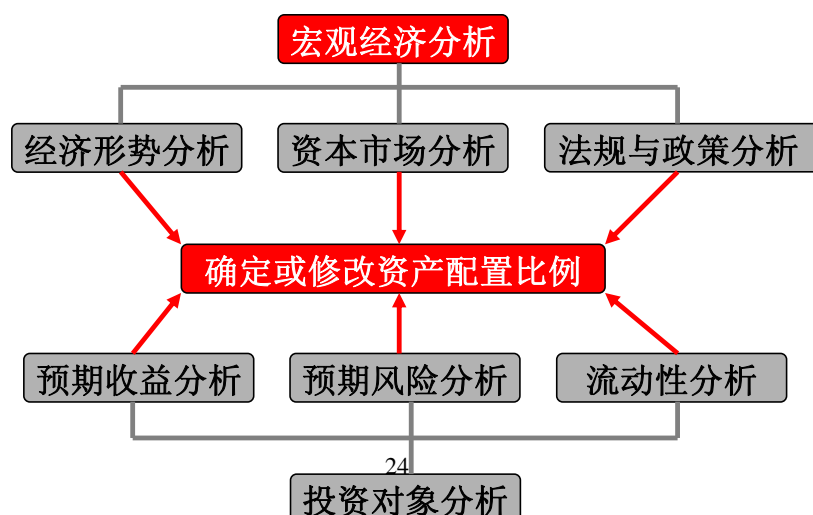 宏观经济分析
经济形势分析
资本市场分析
法规与政策分析
确定或修改资产配置比例
预期收益分析
预期风险分析
流动性分析
24
投资对象分析